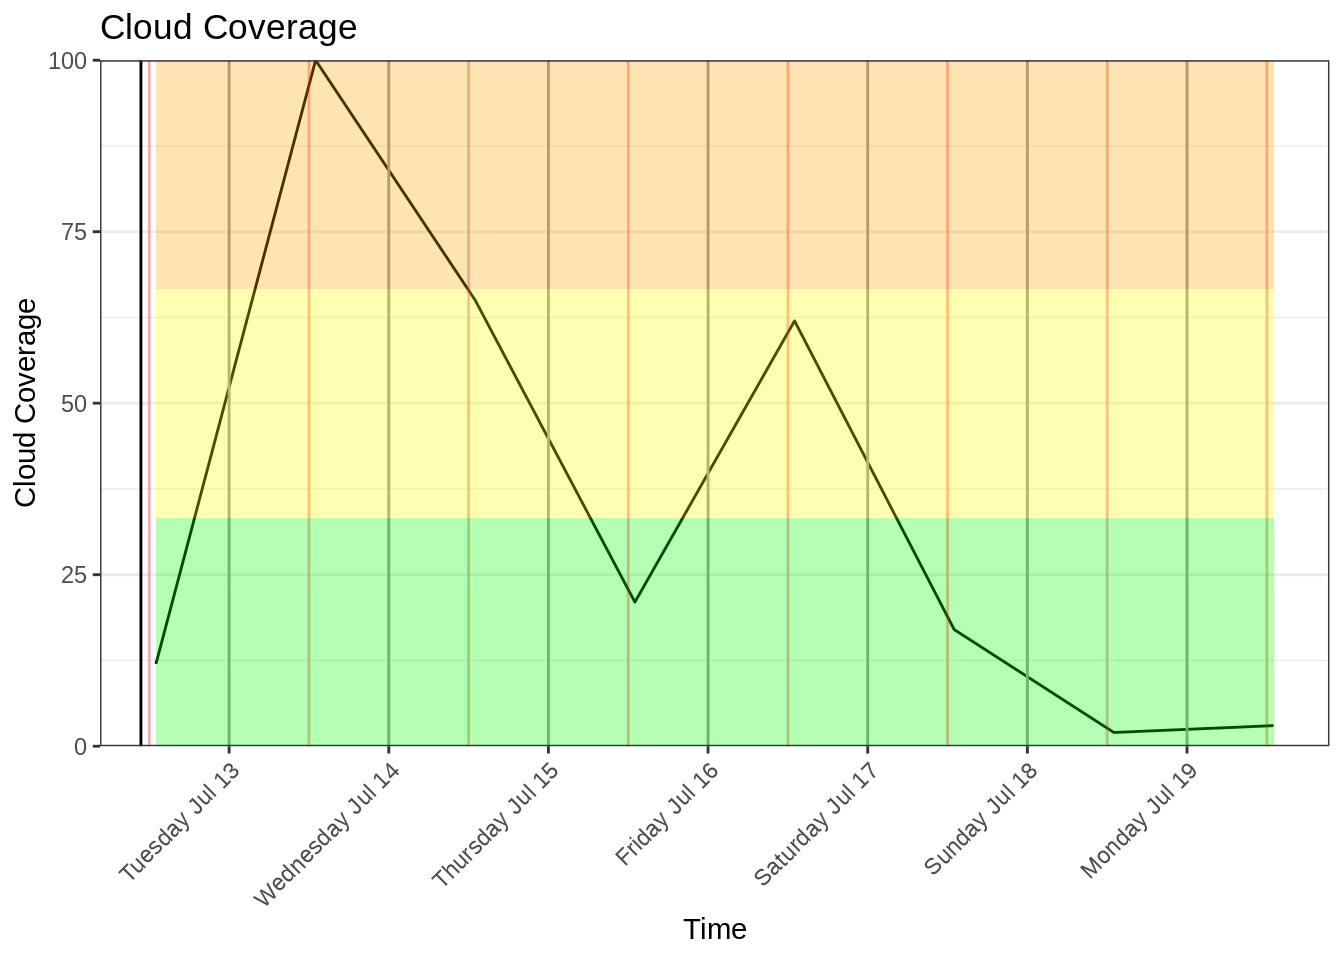 Cloud Coverage
Cloud Coverage
100
75
50
25
0
Tuesday Jul 13
Wednesday Jul 14
Thursday Jul 15
Friday Jul 16
Saturday Jul 17
Sunday Jul 18
Monday Jul 19
Time